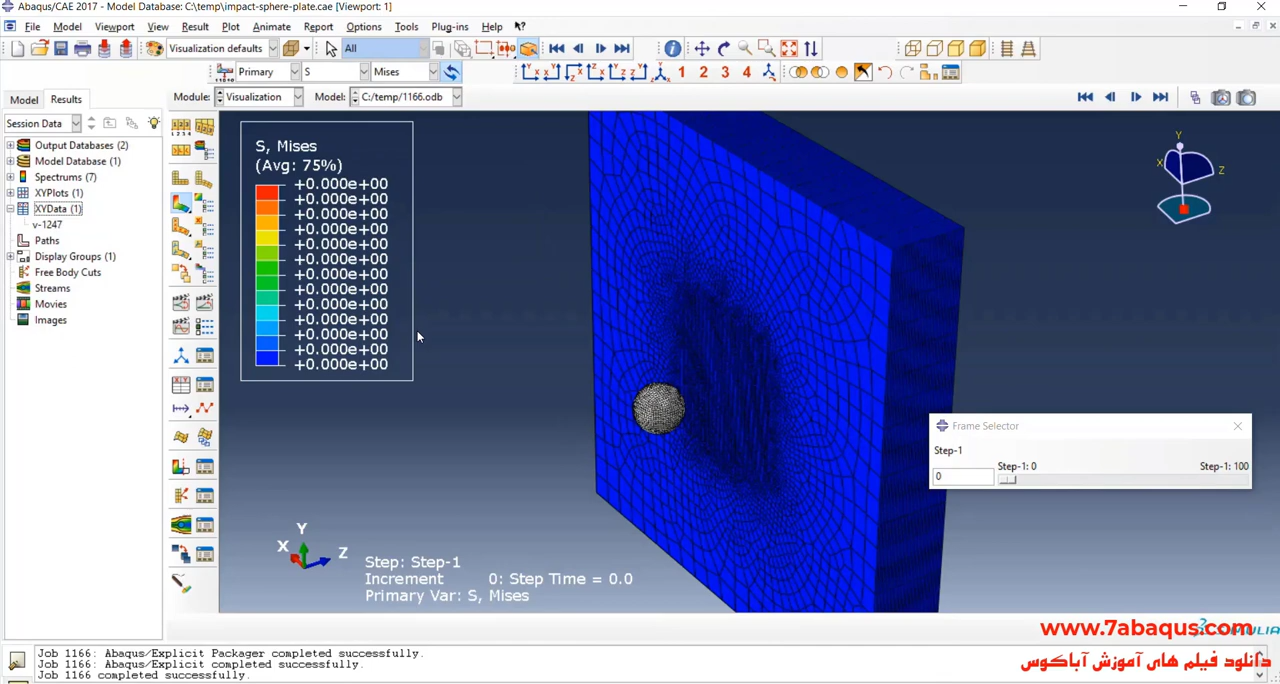 Abaqus/CAE 2017 - Model Database: C:\temp\impact-sphere-plate.cae [Viewport: 1]
File Model Viewport View Result Plot Animate Report Options Tools Plug-ins Help
Visualization defaults All
Primary S Mises 1 2 3 4
Model Results Module: Visualization Model: C:/temp/1166.odb
Session Data
Output Databases (2)
Model Database (1)
Spectrums (7)
XYPlots (1)
XYData (1)
v-1247
Paths
Display Groups (1)
Free Body Cuts
Streams
Movies
Images
S, Mises
(Avg: 75%)
+0.000e+00
+0.000e+00
+0.000e+00
+0.000e+00
+0.000e+00
+0.000e+00
+0.000e+00
+0.000e+00
+0.000e+00
+0.000e+00
+0.000e+00
+0.000e+00
+0.000e+00
Y
X Z
Frame Selector
Step-1
Step-1: 0 Step-1: 100
0
Y
X Z
Step: Step-1
Increment 0: Step Time = 0.0
Primary Var: S, Mises
www.7abaqus.com
دانلود فیلم های آموزش آباکوس
Job 1166: Abaqus/Explicit Packager completed successfully.
Job 1166: Abaqus/Explicit completed successfully.
Job 1166 completed successfully.